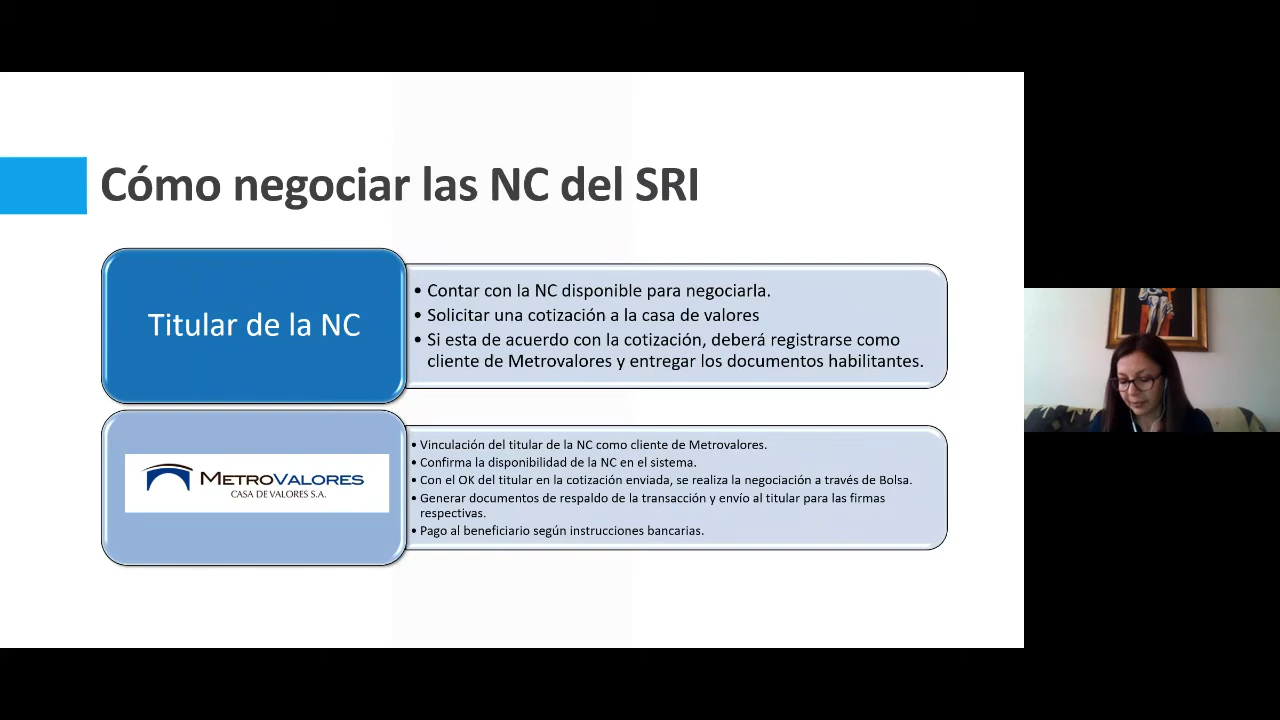 Cómo negociar las NC del SRI
Titular de la NC
• Contar con la NC disponible para negociarla.
• Solicitar una cotización a la casa de valores
• Si esta de acuerdo con la cotización, deberá registrarse como
cliente de Metrovalores y entregar los documentos habilitantes.
METROVALORES
CASA DE VALORES S.A.
• Vinculación del titular de la NC como cliente de Metrovalores.
• Confirma la disponibilidad de la NC en el sistema.
• Con el OK del titular en la cotización enviada, se realiza la negociación a través de Bolsa.
• Generar documentos de respaldo de la transacción y envío al titular para las firmas
respectivas.
• Pago al beneficiario según instrucciones bancarias.